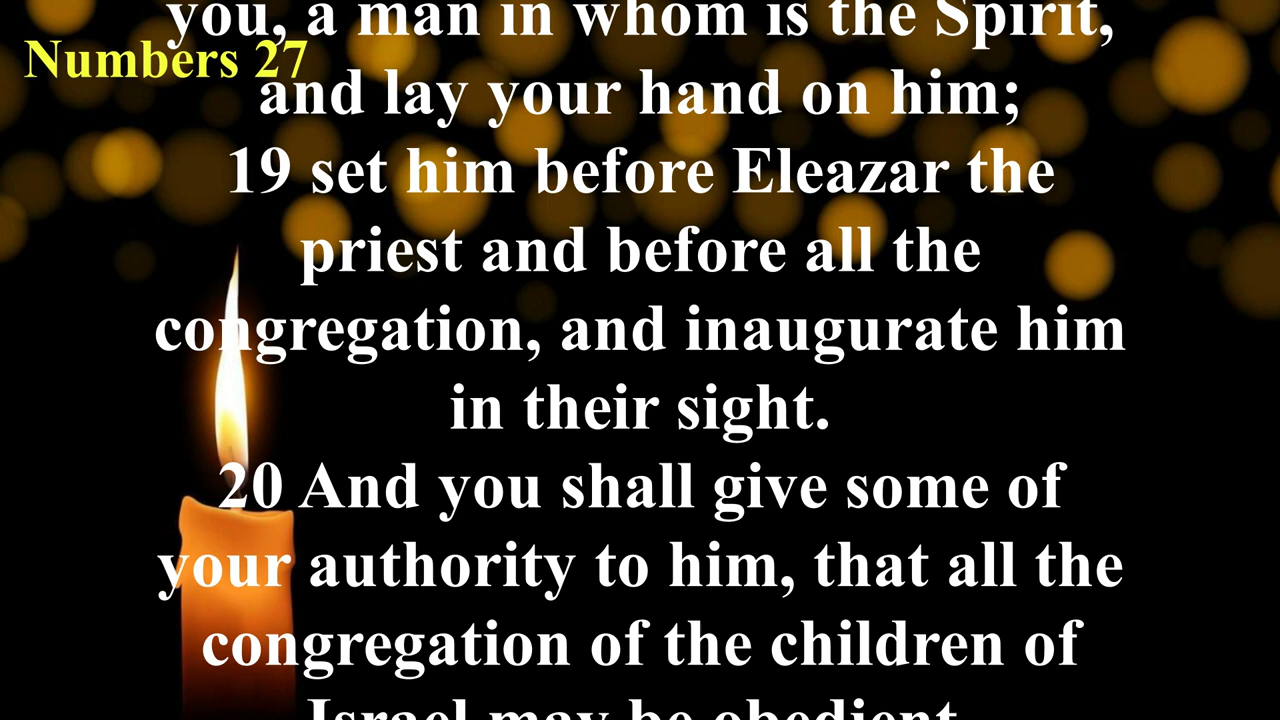 you, a man in whom is the Spirit,
Numbers 27
and lay your hand on him;
19 set him before Eleazar the
priest and before all the
congregation, and inaugurate him
in their sight.
20 And you shall give some of
your authority to him, that all the
congregation of the children of
Israel may be obedient.